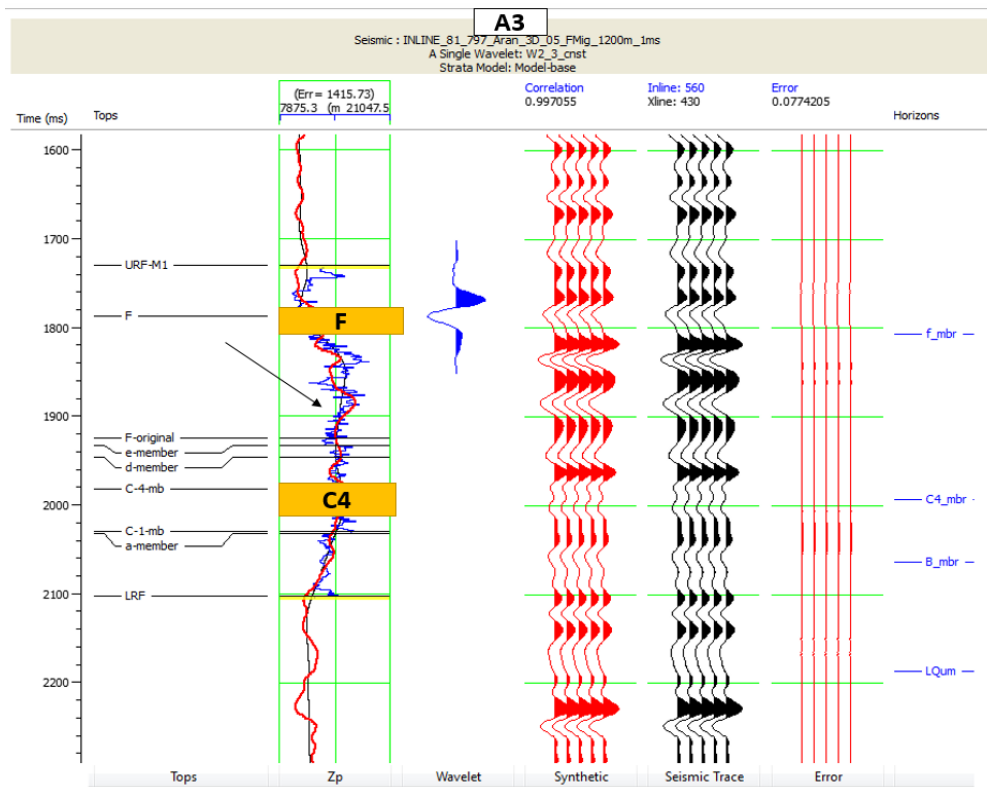 A3
Seismic : INLINE_81_797_Aran_3D_05_FMig_1200m_1ms
A Single Wavelet: W2_3_cnst
Strata Model: Model-base
Time (ms)
Tops
(Err= 1415.73)
7875.3 (m 21047.5
Correlation
0.997055
Inline: 560
Xline: 430
Error
0.0774205
Horizons
1600
1700
1800
1900
2000
2100
2200
URF-M1
F
F-original
e-member
d-member
C-4-mb
C-1-mb
a-member
LRF
F
C4
f_mbr
C4_mbr
B_mbr
LQum
Tops
Zp
Wavelet
Synthetic
Seismic Trace
Error